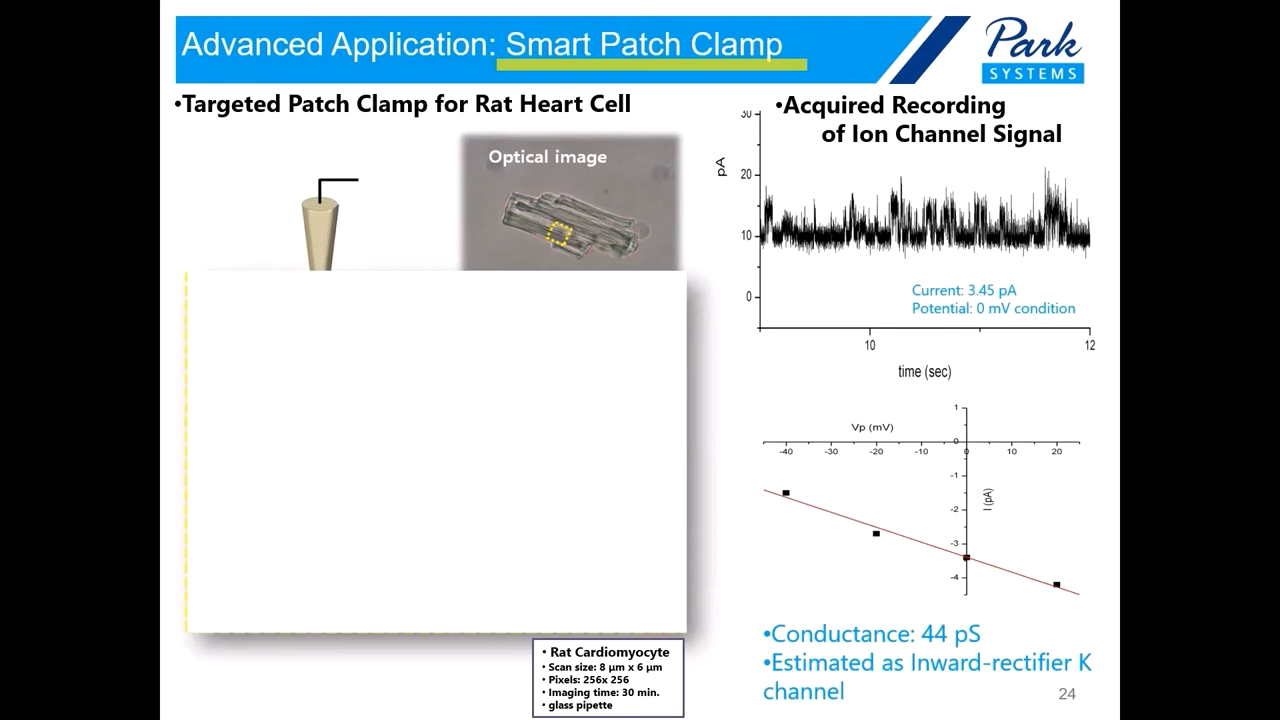 Advanced Application: Smart Patch Clamp
Park
SYSTEMS
•Targeted Patch Clamp for Rat Heart Cell
Optical image
•Acquired Recording
of Ion Channel Signal
pA
30
20
10
0
Current: 3.45 pA
Potential: 0 mV condition
10
12
time (sec)
Vp (mV)
1
0
-40 -30 -20 -10 0 10 20
-1
-2
-3
-4
I (pA)
• Rat Cardiomyocyte
• Scan size: 8 µm x 6 µm
• Pixels: 256x 256
• Imaging time: 30 min.
• glass pipette
•Conductance: 44 pS
•Estimated as Inward-rectifier K
channel
24